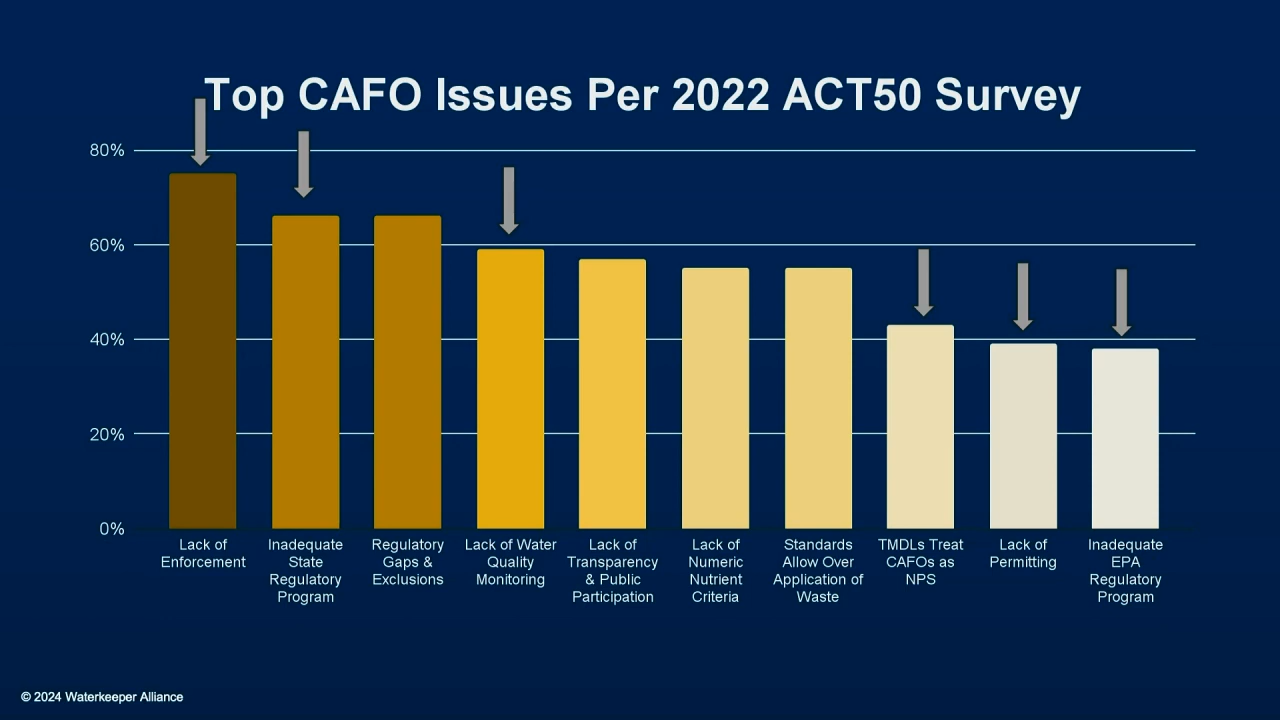 Top CAFO Issues Per 2022 ACT50 Survey
80%
60%
40%
20%
0%
Lack of
Enforcement
Inadequate
State
Regulatory
Program
Regulatory
Gaps &
Exclusions
Lack of Water
Quality
Monitoring
Lack of
Transparency
& Public
Participation
Lack of
Numeric
Nutrient
Criteria
Standards
Allow Over
Application of
Waste
TMDLs Treat
CAFOs as
NPS
Lack of
Permitting
Inadequate
EPA
Regulatory
Program
© 2024 Waterkeeper Alliance